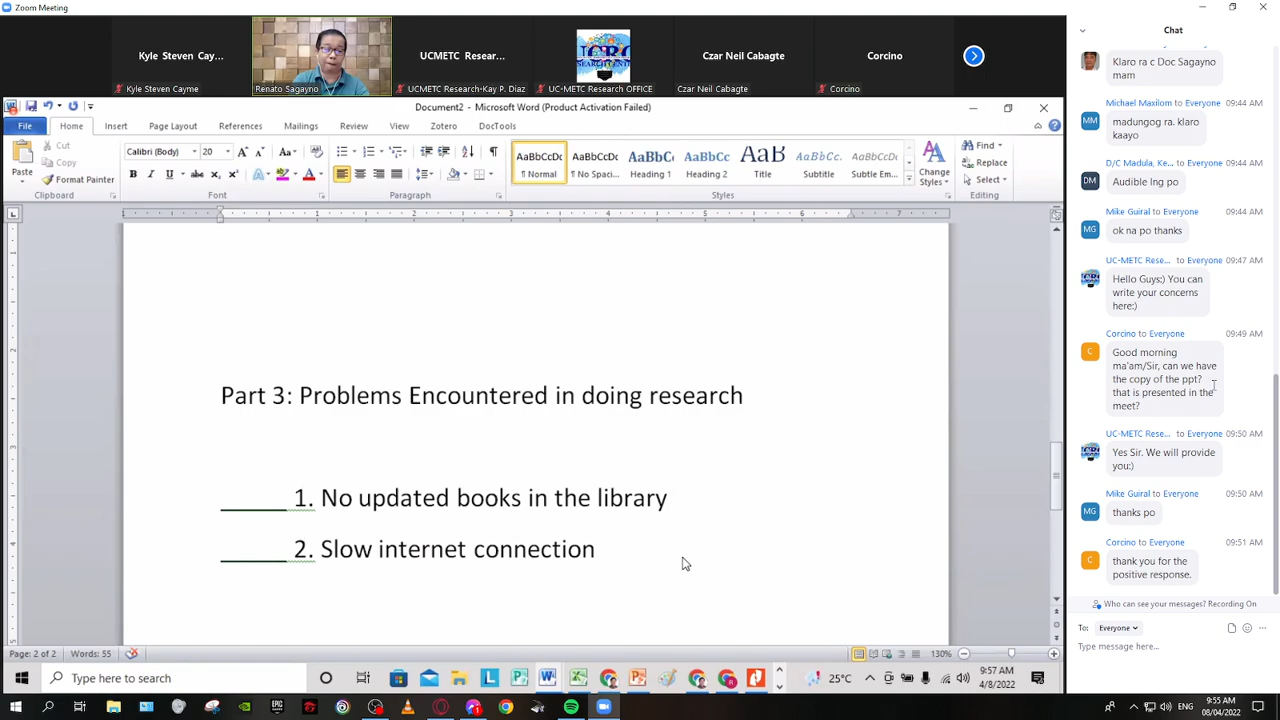 Zoom Meeting
Kyle Steven Cay...
UCMETC Resear...
Czar Neil Cabagte
Corcino
Kyle Steven Cayme
Renato Sagayno
UCMETC Research-Kay P. Diaz
UC-METC Research OFFICE
Czar Neil Cabagte
Corcino
Document2 - Microsoft Word (Product Activation Failed)
File
Home
Insert
Page Layout
References
Mailings
Review
View
Zotero
DocTools
Paste
Cut
Copy
Format Painter
Clipboard
Calibri (Body)
20
Font
Paragraph
AaBbCcDc
¶ Normal
AaBbCcDc
¶ No Spaci...
AaBbC
Heading 1
AaBbCc
Heading 2
AaB
Title
AaBbCc.
Subtitle
AaBbCcDc
Subtle Em...
Change
Styles
Styles
Find
Replace
Select
Editing
Part 3: Problems Encountered in doing research
______ 1. No updated books in the library
______ 2. Slow internet connection
Page: 2 of 2
Words: 55
130%
Type here to search
25°C
9:57 AM
4/8/2022
Chat
Klaro ra c Doc Sagayno
mam
Michael Maxilom to Everyone 09:44 AM
MM
madungog ra. klaro
kaayo
D/C Madula, Ke... to Everyone 09:44 AM
DM
Audible lng po
Mike Guiral to Everyone 09:44 AM
MG
ok na po thanks
UC-METC Rese... to Everyone 09:47 AM
Hello Guys:) You can
write your concerns
here:)
Corcino to Everyone 09:49 AM
C
Good morning
ma'am/Sir, can we have
the copy of the ppt?
that is presented in the
meet?
UC-METC Rese... to Everyone 09:50 AM
Yes Sir. We will provide
you:)
Mike Guiral to Everyone 09:50 AM
MG
thanks po
Corcino to Everyone 09:51 AM
C
thank you for the
positive response.
Who can see your messages? Recording On
To: Everyone
Type message here...
ENG
9:55 AM
08/04/2022